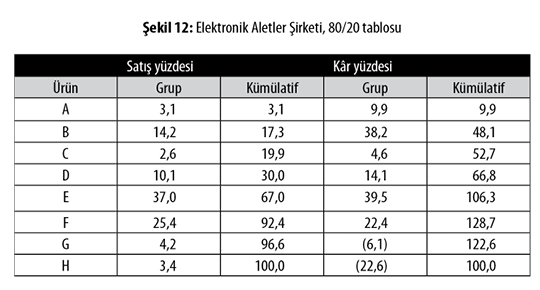 Şekil 12: Elektronik Aletler Şirketi, 80/20 tablosu
Satış yüzdesi Kâr yüzdesi
Ürün Grup Kümülatif Grup Kümülatif
A 3,1 3,1 9,9 9,9
B 14,2 17,3 38,2 48,1
C 2,6 19,9 4,6 52,7
D 10,1 30,0 14,1 66,8
E 37,0 67,0 39,5 106,3
F 25,4 92,4 22,4 128,7
G 4,2 96,6 (6,1) 122,6
H 3,4 100,0 (22,6) 100,0